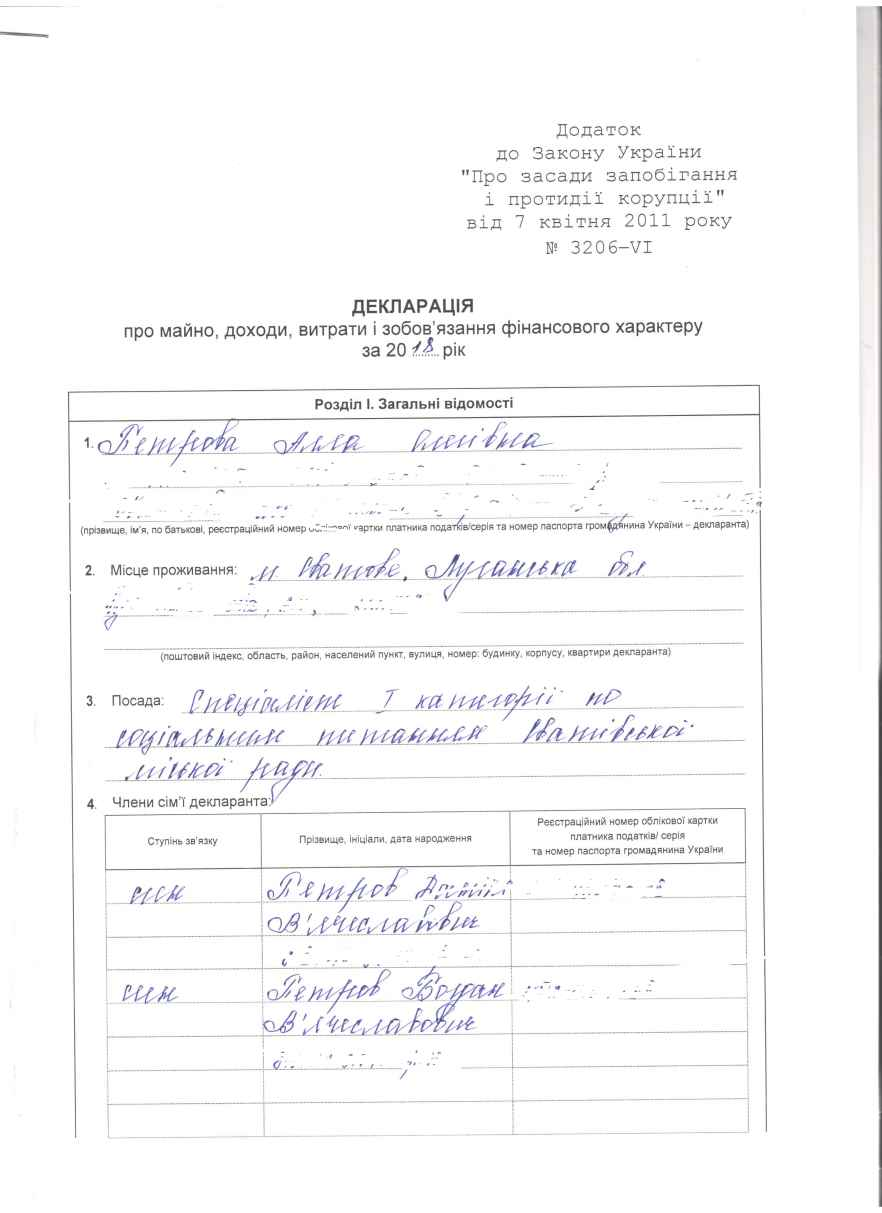 Додаток
до Закону України
"Про засади запобігання
і протидії корупції"
від 7 квітня 2011 року
№ 3206-VI
ДЕКЛАРАЦІЯ
про майно, доходи, витрати і зобов'язання фінансового характеру
за 2018 рік
Розділ I. Загальні відомості
1. Петрова Алла Олегівна
(прізвище, ім'я, по батькові, реєстраційний номер облікової картки платника податків/серія та номер паспорта громадянина України – декларанта)
2. Місце проживання: м Сватове, Луганська обл
(поштовий індекс, область, район, населений пункт, вулиця, номер: будинку, корпусу, квартири декларанта)
3. Посада: Спеціаліст I категорії по
соціальним питанням Сватівської
міської ради.
4. Члени сім'ї декларанта:
Ступінь зв'язку
Прізвище, ініціали, дата народження
Реєстраційний номер облікової картки
платника податків/ серія
та номер паспорта громадянина України
син Петров
В'ячеславович
син Петров Богдан
В'ячеславович